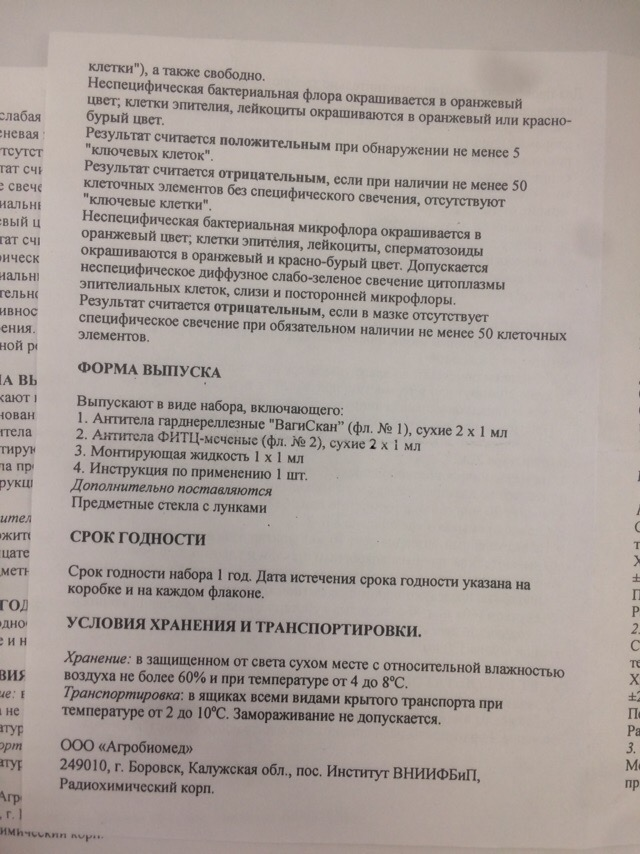 клетки"), а также свободно.
Неспецифическая бактериальная флора окрашивается в оранжевый
цвет; клетки эпителия, лейкоциты окрашиваются в оранжевый или красно-
бурый цвет.
Результат считается положительным при обнаружении не менее 5
"ключевых клеток".
Результат считается отрицательным, если при наличии не менее 50
клеточных элементов без специфического свечения, отсутствуют
"ключевые клетки".
Неспецифическая бактериальная микрофлора окрашивается в
оранжевый цвет; клетки эпителия, лейкоциты, сперматозоиды
окрашиваются в оранжевый и красно-бурый цвет. Допускается
неспецифическое диффузное слабо-зеленое свечение цитоплазмы
эпителиальных клеток, слизи и посторонней микрофлоры.
Результат считается отрицательным, если в мазке отсутствует
специфическое свечение при обязательном наличии не менее 50 клеточных
элементов.
ФОРМА ВЫПУСКА
Выпускают в виде набора, включающего:
1. Антитела гарднереллезные "ВагиСкан" (фл. № 1), сухие 2 х 1 мл
2. Антитела ФИТЦ-меченые (фл. № 2), сухие 2 х 1 мл
3. Монтирующая жидкость 1 х 1 мл
4. Инструкция по применению 1 шт.
Дополнительно поставляются
Предметные стекла с лунками
СРОК ГОДНОСТИ
Срок годности набора 1 год. Дата истечения срока годности указана на
коробке и на каждом флаконе.
УСЛОВИЯ ХРАНЕНИЯ И ТРАНСПОРТИРОВКИ.
Хранение: в защищенном от света сухом месте с относительной влажностью
воздуха не более 60% и при температуре от 4 до 8ºС.
Транспортировка: в ящиках всеми видами крытого транспорта при
температуре от 2 до 10ºС. Замораживание не допускается.
ООО «Агробиомед»
249010, г. Боровск, Калужская обл., пос. Институт ВНИИФБиП,
Радиохимический корп.